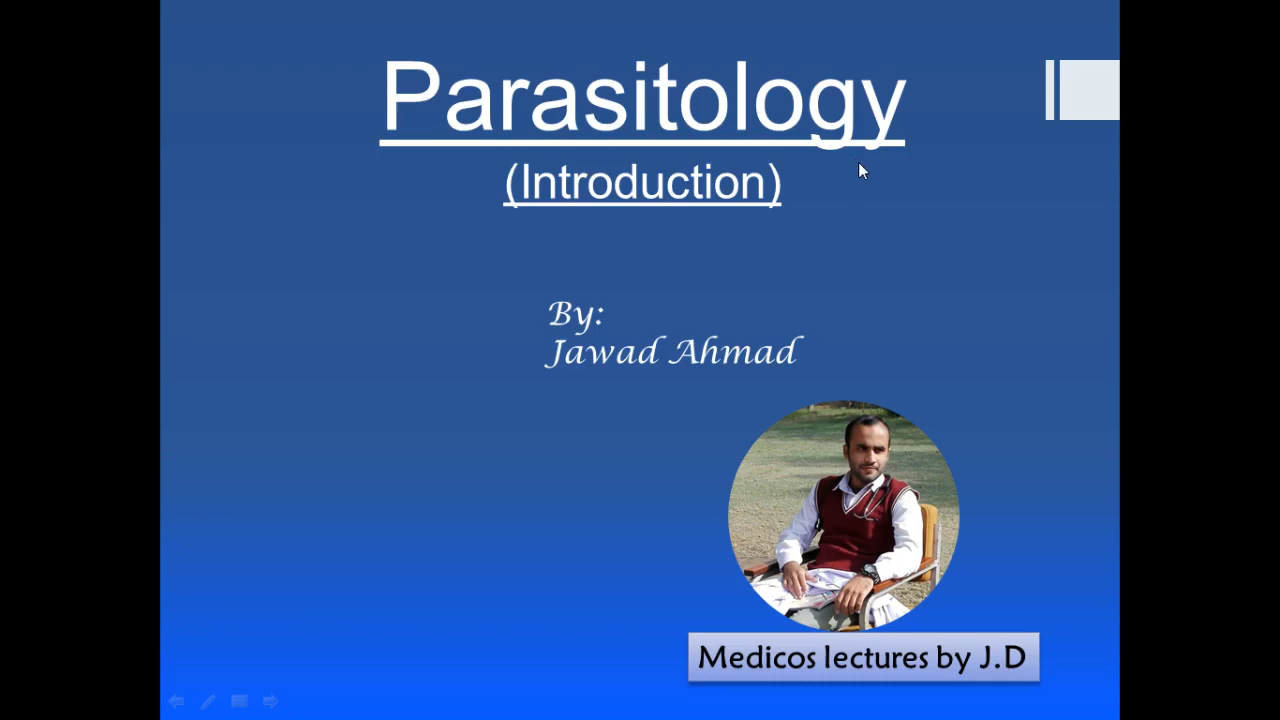 Parasitology
(Introduction)
By:
Jawad Ahmad
Medicos lectures by J.D